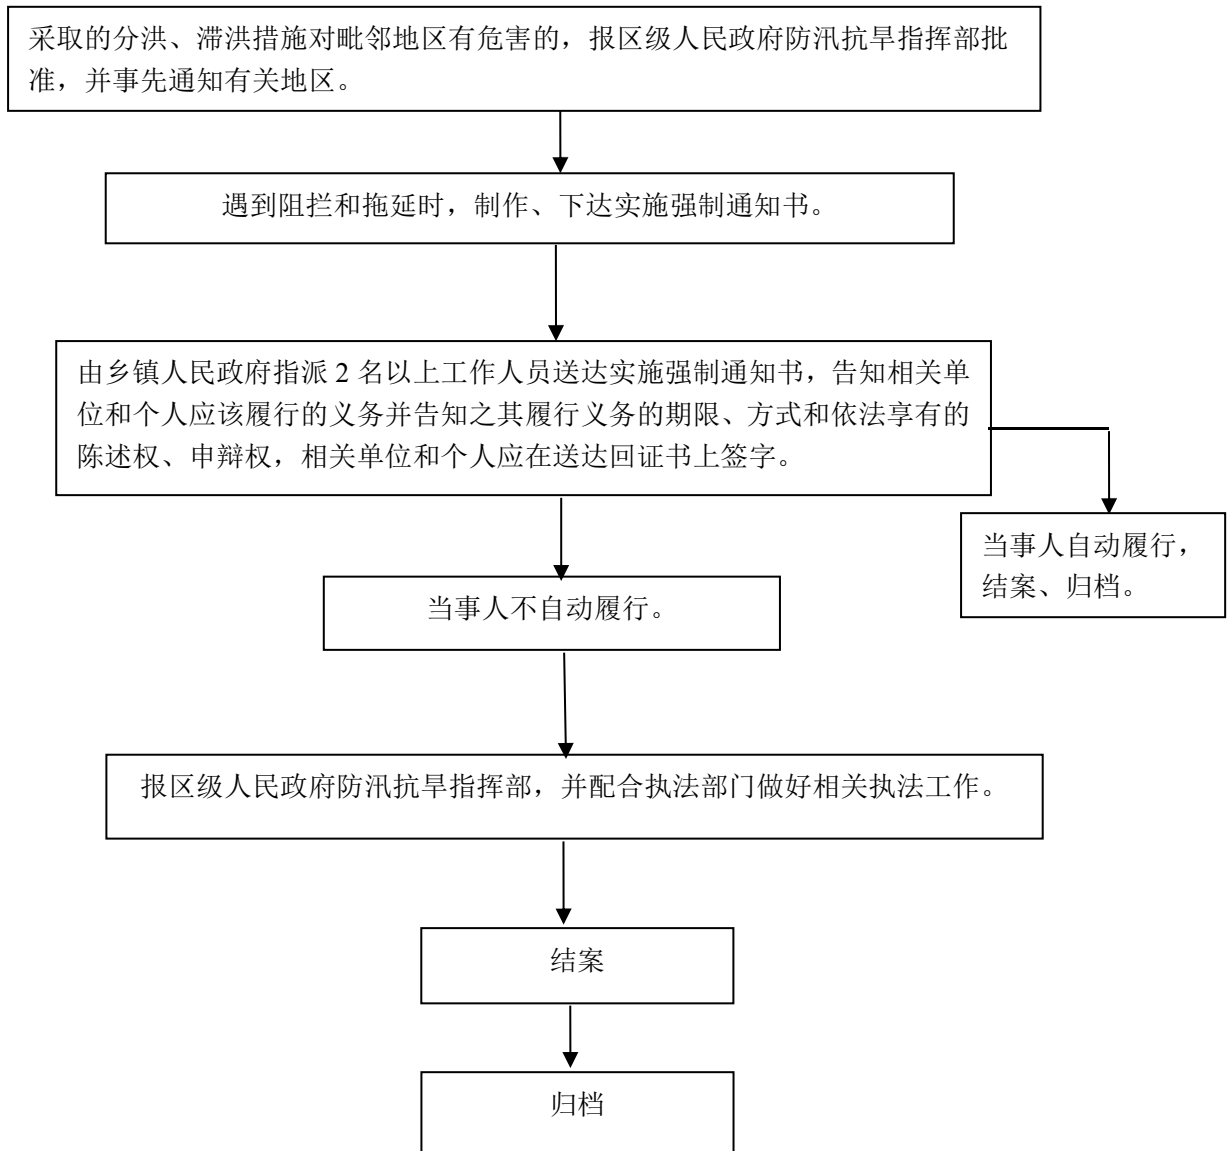 采取的分洪、滞洪措施对毗邻地区有危害的，报区级人民政府防汛抗旱指挥部批
准，并事先通知有关地区。
遇到阻拦和拖延时，制作、下达实施强制通知书。
由乡镇人民政府指派 2 名以上工作人员送达实施强制通知书，告知相关单
位和个人应该履行的义务并告知之其履行义务的期限、方式和依法享有的
陈述权、申辩权，相关单位和个人应在送达回证书上签字。
当事人自动履行，
结案、归档。
当事人不自动履行。
报区级人民政府防汛抗旱指挥部，并配合执法部门做好相关执法工作。
结案
归档